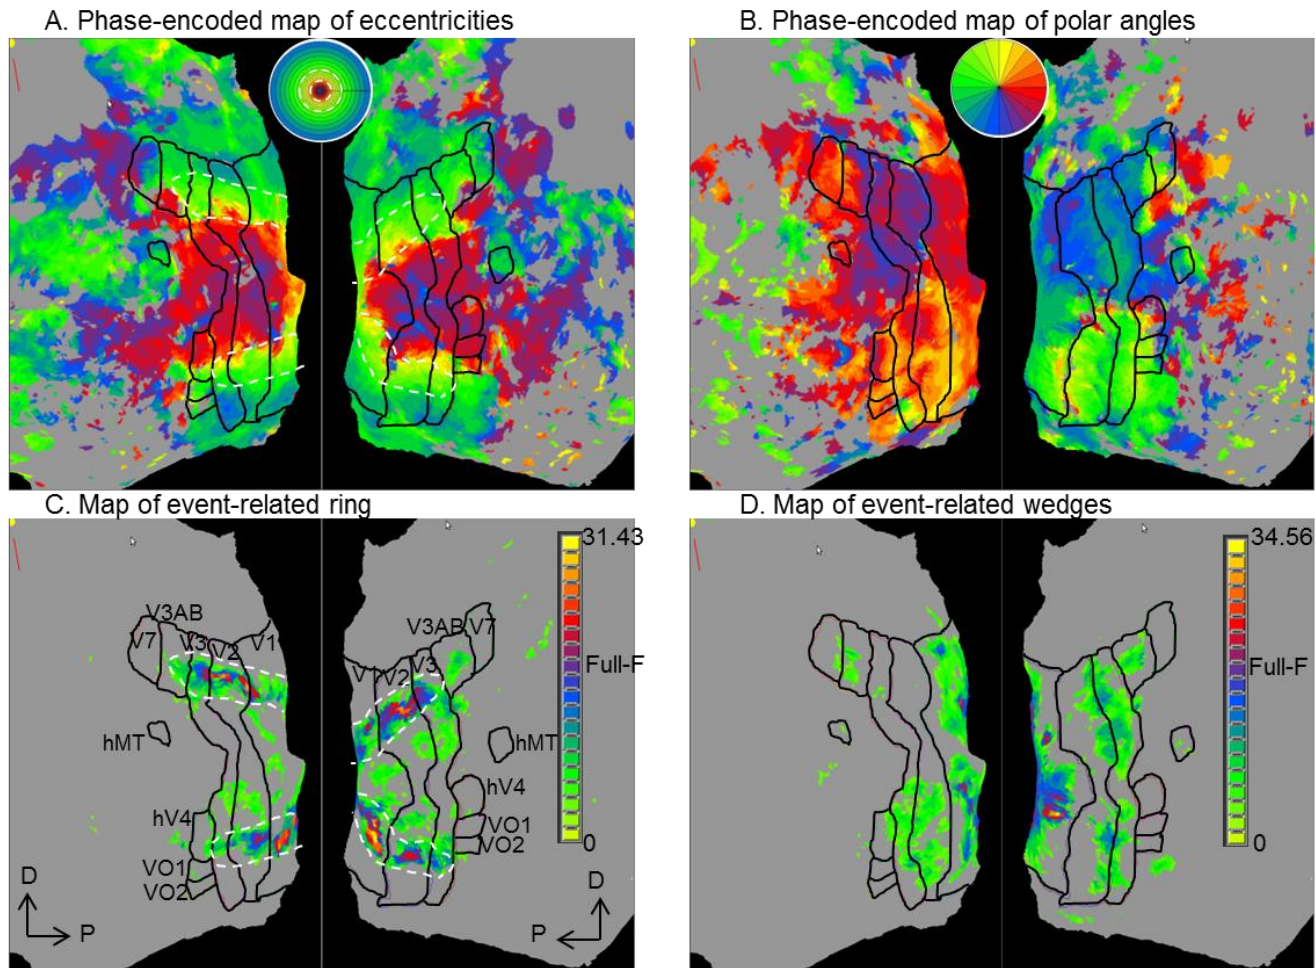 A. Phase-encoded map of eccentricities
B. Phase-encoded map of polar angles
C. Map of event-related ring
D. Map of event-related wedges
31.43
Full-F
0
V3AB
V7
V3
V2
V1
hMT
hV4
VO1
VO2
D
P
V3AB
V7
V3
V1
V2
hMT
hV4
VO1
VO2
D
P
34.56
Full-F
0